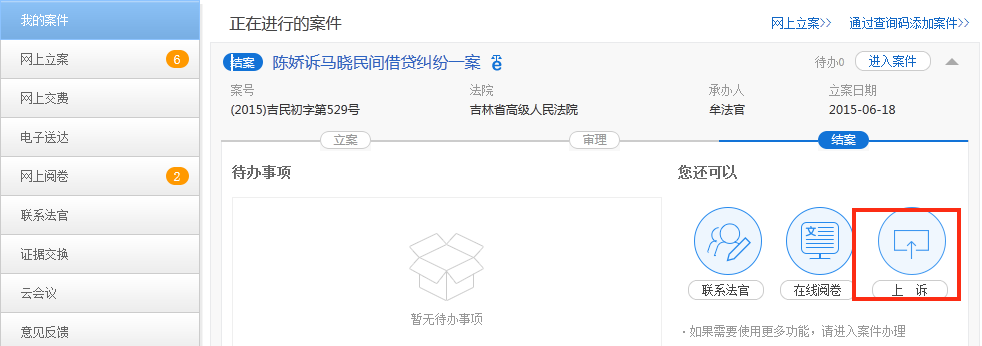 我的案件
网上立案 6
网上交费
电子送达
网上阅卷 2
联系法官
证据交换
云会议
意见反馈
正在进行的案件 网上立案>> 通过查询码添加案件>>
结案 陈娇诉马晓民间借贷纠纷一案 ë 待办0 进入案件
案号 法院 承办人 立案日期
(2015)吉民初字第529号 吉林省高级人民法院 牟法官 2015-06-18
立案 审理 结案
待办事项 您还可以
文
联系法官 在线阅卷 上 诉
暂无待办事项
· 如果需要使用更多功能，请进入案件办理